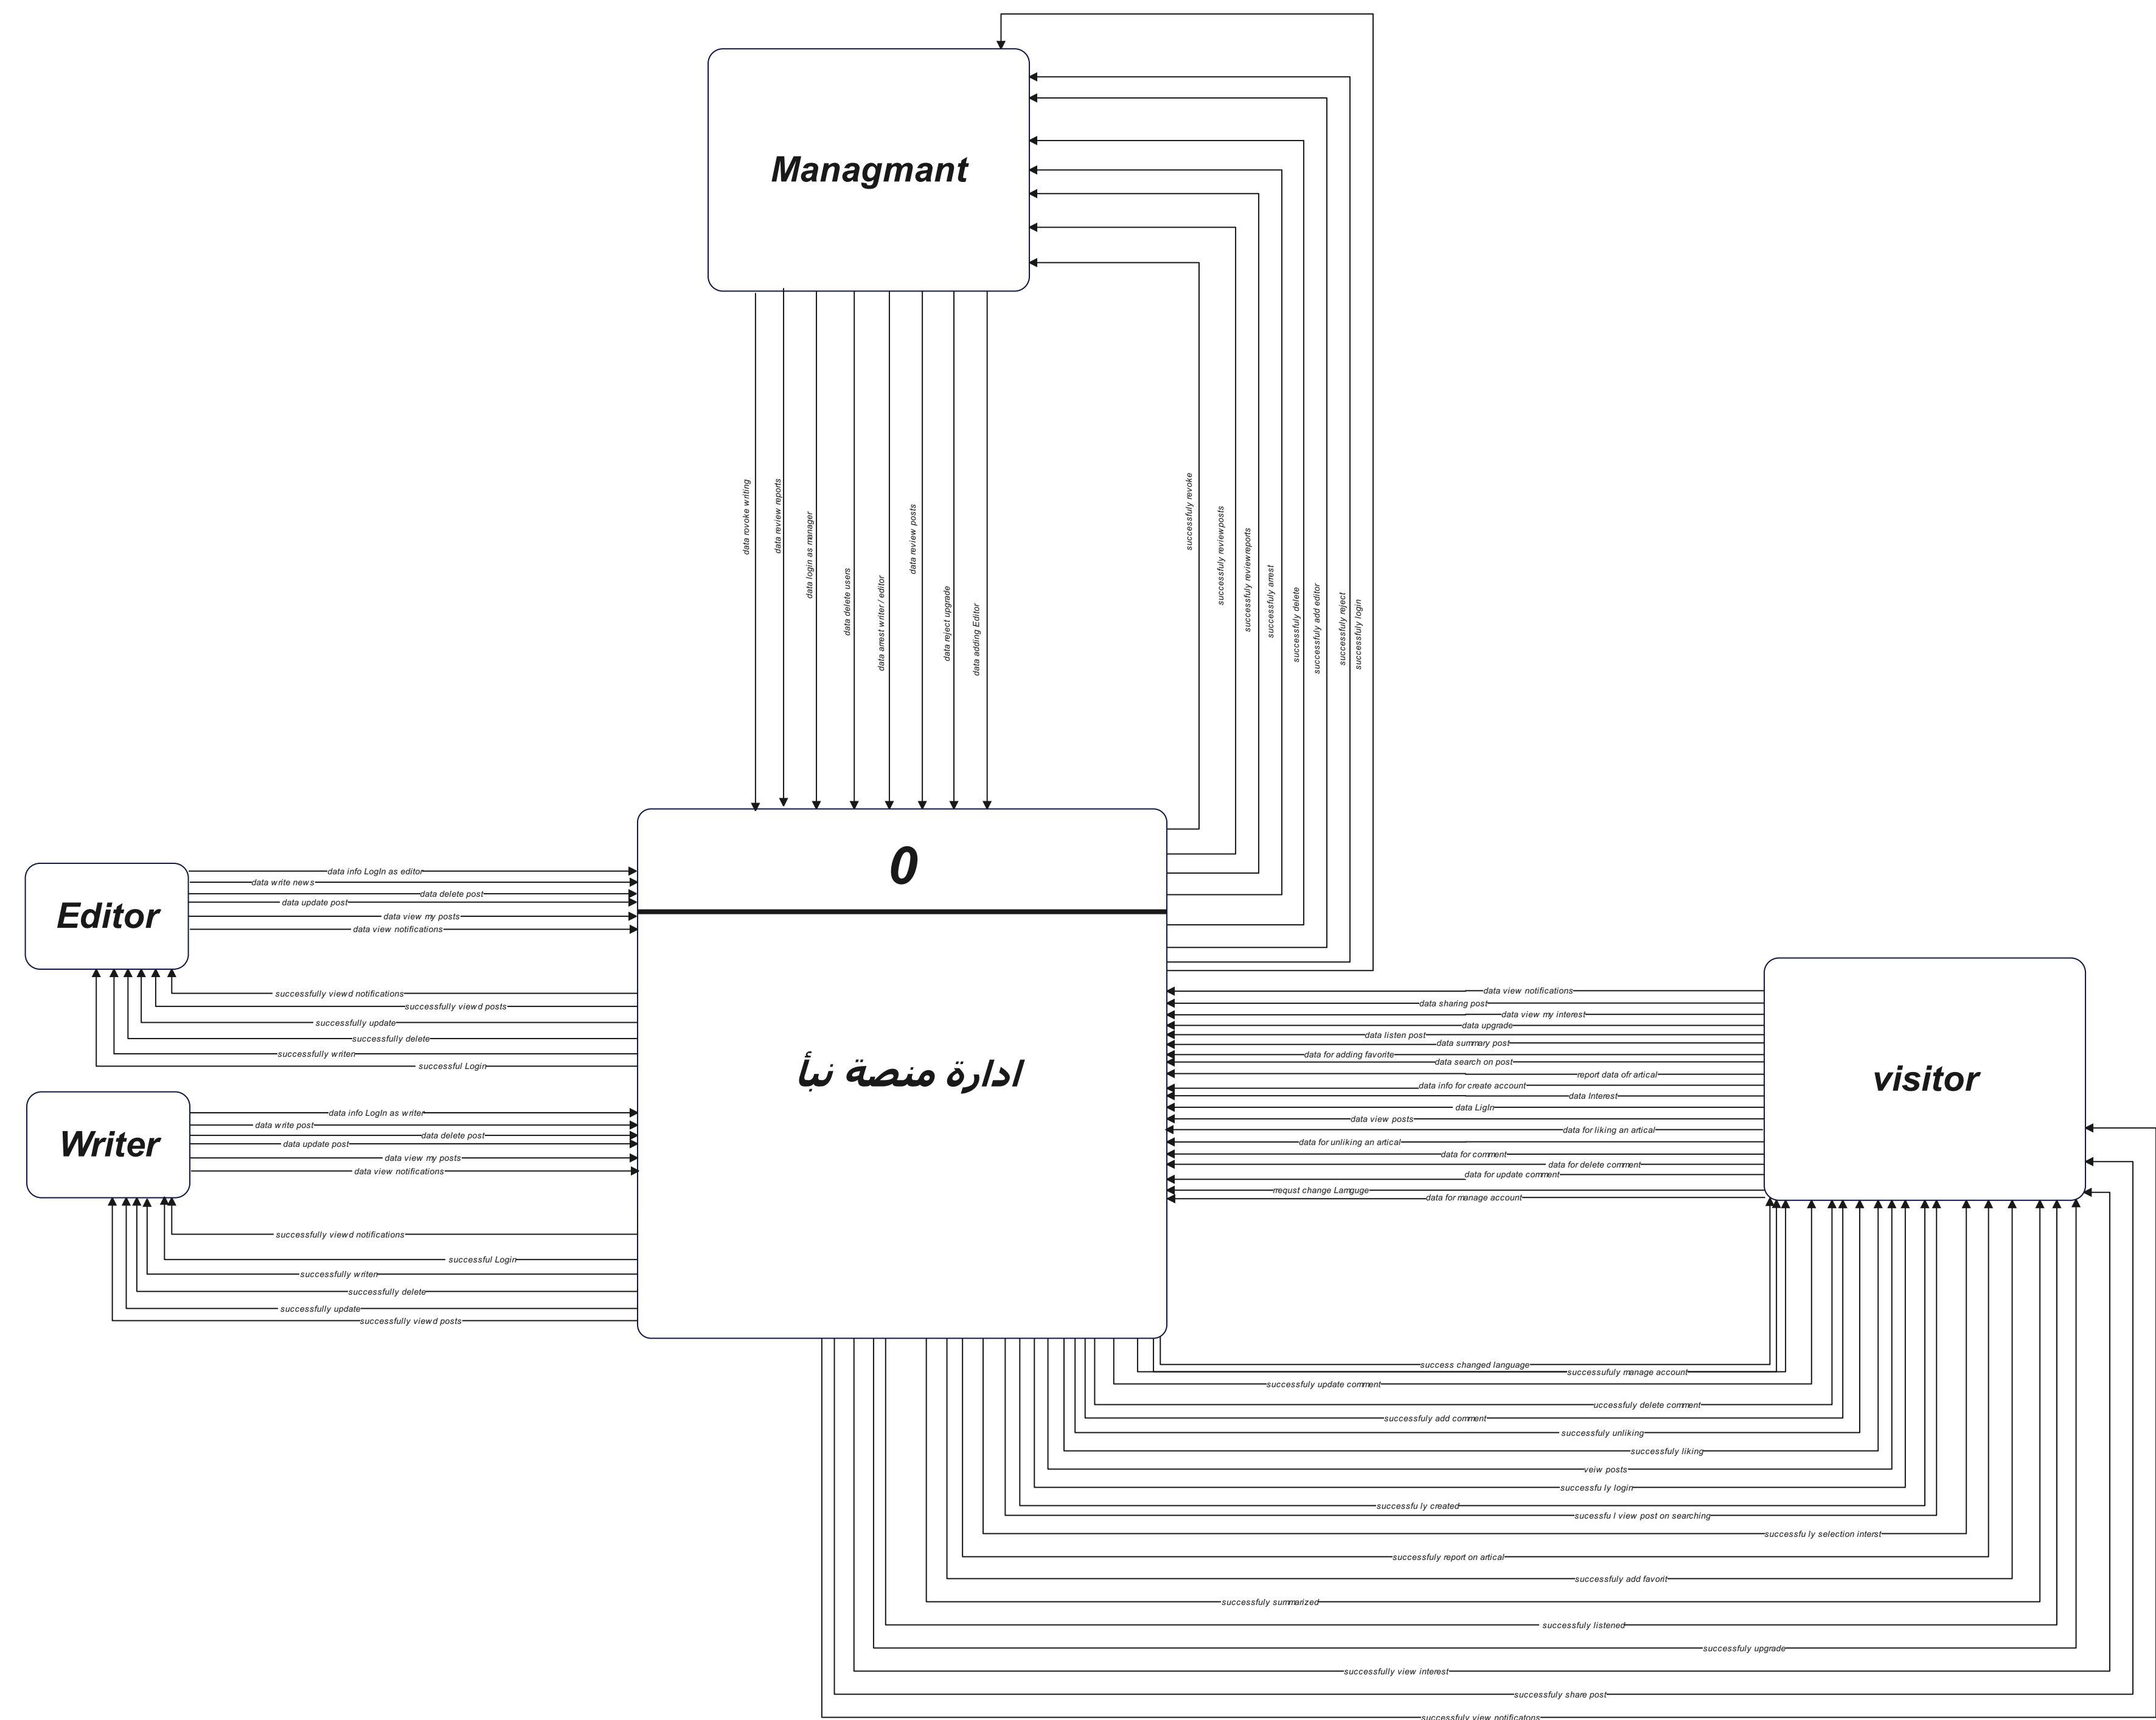 Managmant
data rovoke writing
data review reports
data login as manager
data delete users
data arrest writer / editor
data review posts
data reject upgrade
data adding Editor
successfuly revoke
successfuly reviewposts
successfuly reviewreports
successfuly arrest
successfuly delete
successfuly add editor
successfuly reject
successfuly login
0
ادارة منصة نبأ
Editor
data info LogIn as editor
data write news
data delete post
data update post
data view my posts
data view notifications
successfully viewd notifications
successfully viewd posts
successfully update
successfully delete
successfully writen
successful Login
Writer
data info LogIn as writer
data write post
data delete post
data update post
data view my posts
data view notifications
successfully viewd notifications
successful Login
successfully writen
successfully delete
successfully update
successfully viewd posts
visitor
data view notifications
data sharing post
data view my interest
data upgrade
data listen post
data summary post
data for adding favorite
data search on post
report data ofr artical
data info for create account
data Interest
data LigIn
data view posts
data for liking an artical
data for unliking an artical
data for comment
data for delete comment
data for update comment
rrequst change Lamguge
data for manage account
success changed language
successufuly manage account
successfuly update comment
uccessfuly delete comment
successfuly add comment
successfuly unliking
successfuly liking
veiw posts
successfu ly login
successfu ly created
sucessfu l view post on searching
successfu ly selection interst
successfuly report on artical
successfuly add favorit
successfuly summarized
successfuly listened
successfuly upgrade
successfully view interest
successfuly share post
successfuly view notificatons